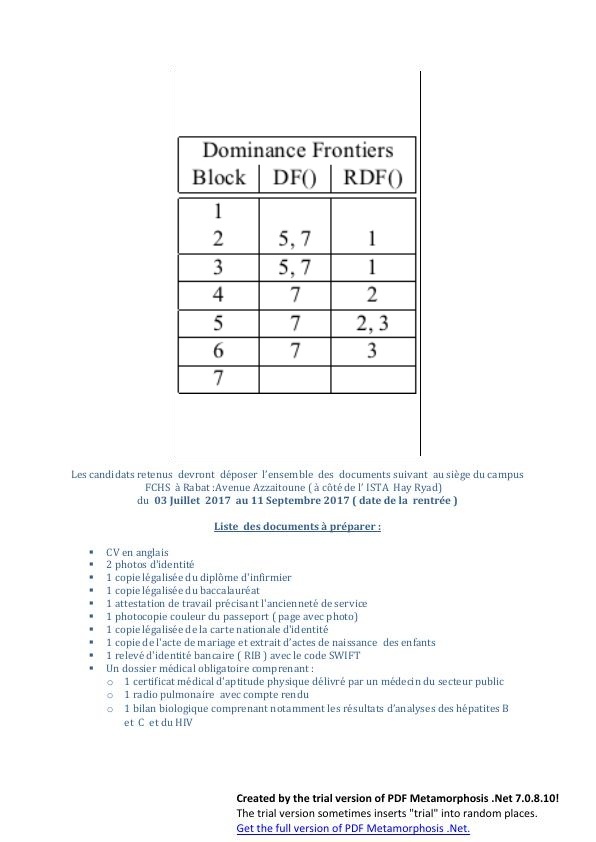 Dominance Frontiers
Block DF() RDF()
1
2 5, 7 1
3 5, 7 1
4 7 2
5 7 2, 3
6 7 3
7
Les candidats retenus devront déposer l'ensemble des documents suivant au siège du campus
FCHS à Rabat :Avenue Azzaitoune ( à côté de l' ISTA Hay Ryad)
du 03 Juillet 2017 au 11 Septembre 2017 ( date de la rentrée )
Liste des documents à préparer :
▪ CV en anglais
▪ 2 photos d'identité
▪ 1 copie légalisée du diplôme d'infirmier
▪ 1 copie légalisée du baccalauréat
▪ 1 attestation de travail précisant l'ancienneté de service
▪ 1 photocopie couleur du passeport ( page avec photo)
▪ 1 copie légalisée de la carte nationale d'identité
▪ 1 copie de l'acte de mariage et extrait d'actes de naissance des enfants
▪ 1 relevé d'identité bancaire ( RIB ) avec le code SWIFT
▪ Un dossier médical obligatoire comprenant :
o 1 certificat médical d'aptitude physique délivré par un médecin du secteur public
o 1 radio pulmonaire avec compte rendu
o 1 bilan biologique comprenant notamment les résultats d'analyses des hépatites B
et C et du HIV
Created by the trial version of PDF Metamorphosis .Net 7.0.8.10!
The trial version sometimes inserts "trial" into random places.
Get the full version of PDF Metamorphosis .Net.